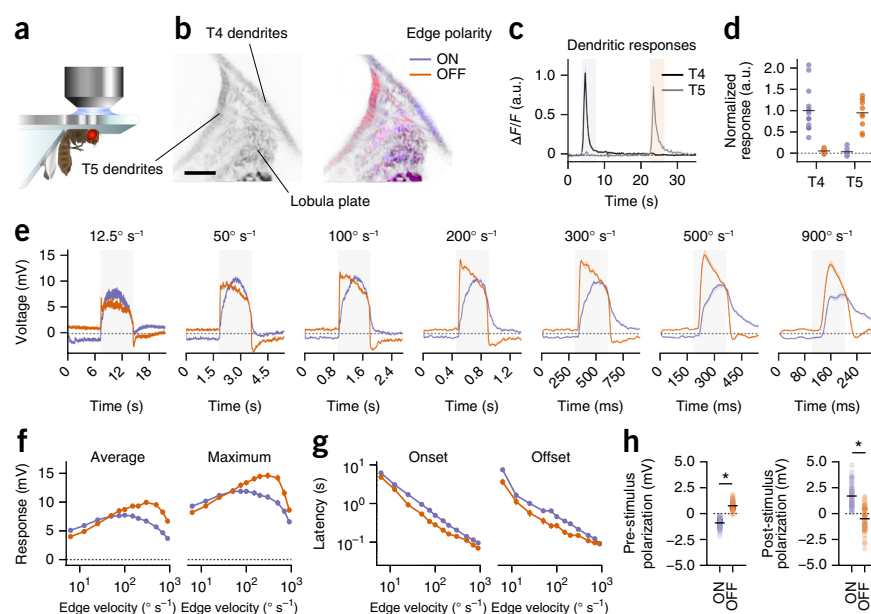 a
b
T4 dendrites
T5 dendrites
Lobula plate
Edge polarity
ON
OFF
c
Dendritic responses
T4
T5
ΔF/F (a.u.)
1.0
0.5
0
0 10 20 30
Time (s)
d
Normalized
response (a.u.)
2.0
1.5
1.0
0.5
0
T4 T5
e
12.5° s⁻¹ 50° s⁻¹ 100° s⁻¹ 200° s⁻¹ 300° s⁻¹ 500° s⁻¹ 900° s⁻¹
Voltage (mV)
15
10
5
0
0 6 12 18
Time (s)
0 1.5 3.0 4.5
Time (s)
0 0.8 1.6 2.4
Time (s)
0 0.4 0.8 1.2
Time (s)
0 250 500 750
Time (ms)
0 150 300 450
Time (ms)
0 80 160 240
Time (ms)
f
Average Maximum
Response (mV)
15
10
5
0
10¹ 10² 10³
Edge velocity (° s⁻¹)
10¹ 10² 10³
Edge velocity (° s⁻¹)
g
Onset Offset
Latency (s)
10¹
10⁰
10⁻¹
10¹ 10² 10³
Edge velocity (° s⁻¹)
10¹ 10² 10³
Edge velocity (° s⁻¹)
h
Pre-stimulus
polarization (mV)
5.0
2.5
0
−2.5
−5.0
*
ON
OFF
Post-stimulus
polarization (mV)
5.0
2.5
0
−2.5
−5.0
*
ON
OFF